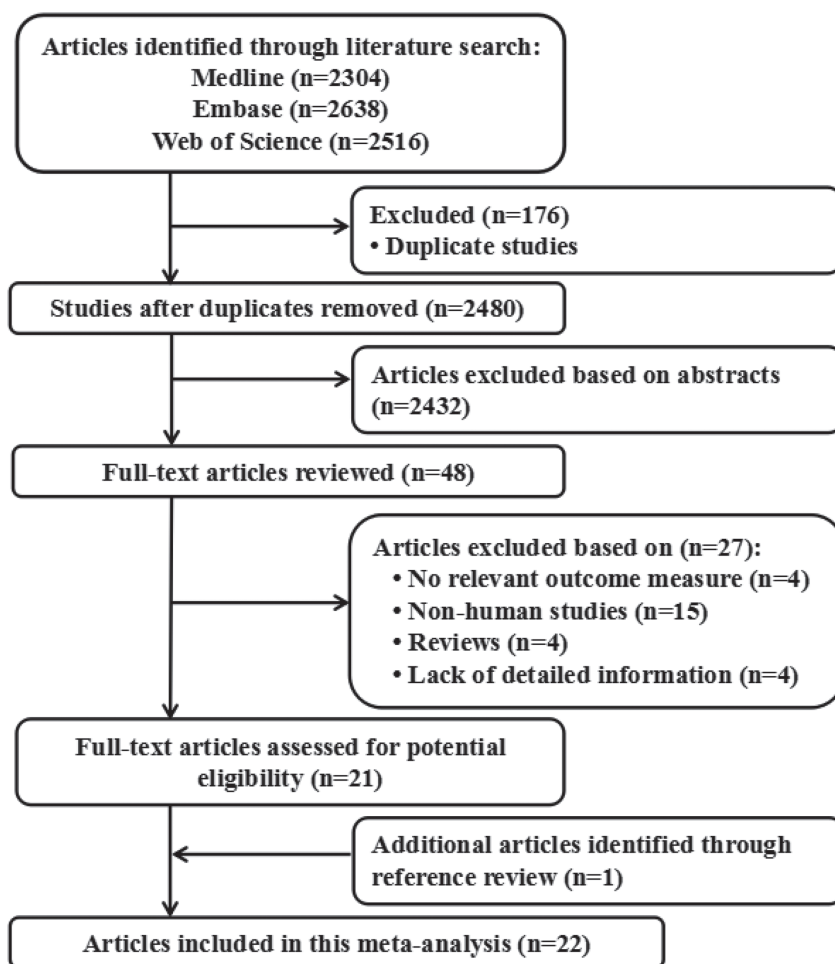 Articles identified through literature search:
Medline (n=2304)
Embase (n=2638)
Web of Science (n=2516)
Excluded (n=176)
• Duplicate studies
Studies after duplicates removed (n=2480)
Articles excluded based on abstracts
(n=2432)
Full-text articles reviewed (n=48)
Articles excluded based on (n=27):
• No relevant outcome measure (n=4)
• Non-human studies (n=15)
• Reviews (n=4)
• Lack of detailed information (n=4)
Full-text articles assessed for potential
eligibility (n=21)
Additional articles identified through
reference review (n=1)
Articles included in this meta-analysis (n=22)